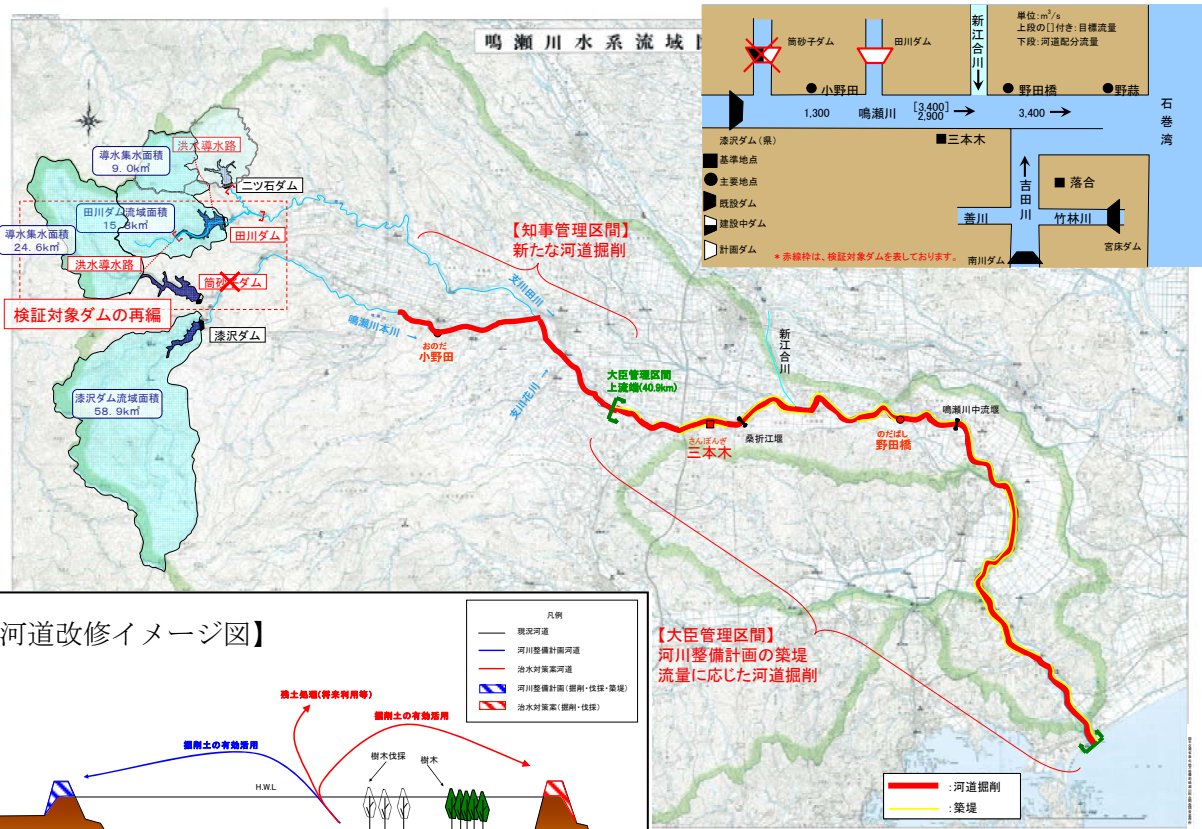 鳴瀬川水系流域
筒砂子ダム
田川ダム
新江合川
単位:m³/s
上段の[]付き:目標流量
下段:河道配分流量
小野田
野田橋
野蒜
1,300
鳴瀬川
[3,400]
2,900
3,400
石巻湾
漆沢ダム(県)
三本木
基準地点
主要地点
既設ダム
建設中ダム
計画ダム
吉田川
落合
善川
竹林川
宮床ダム
南川ダム
*赤線枠は、検証対象ダムを表しております。
洪水導水路
導水集水面積
9.0km²
二ツ石ダム
田川ダム流域面積
田川ダム
導水集水面積
24.6km²
洪水導水路
筒砂子ダム
検証対象ダムの再編
漆沢ダム
漆沢ダム流域面積
58.9km²
【知事管理区間】
新たな河道掘削
支川田川
鳴瀬川本川
おのだ
小野田
支川花川
大臣管理区間
上流端(40.9km)
新江合川
さんぼんぎ
三本木
桑折江堰
のだばし
野田橋
鳴瀬川中流堰
【大臣管理区間】
河川整備計画の築堤
流量に応じた河道掘削
:河道掘削
:築堤
河道改修イメージ図】
凡例
現況河道
河川整備計画河道
治水対策案河道
河川整備計画(掘削・伐採・築堤)
治水対策案(掘削・伐採)
残土処理(将来利用等)
掘削土の有効活用
掘削土の有効活用
樹木伐採
樹木
H.W.L